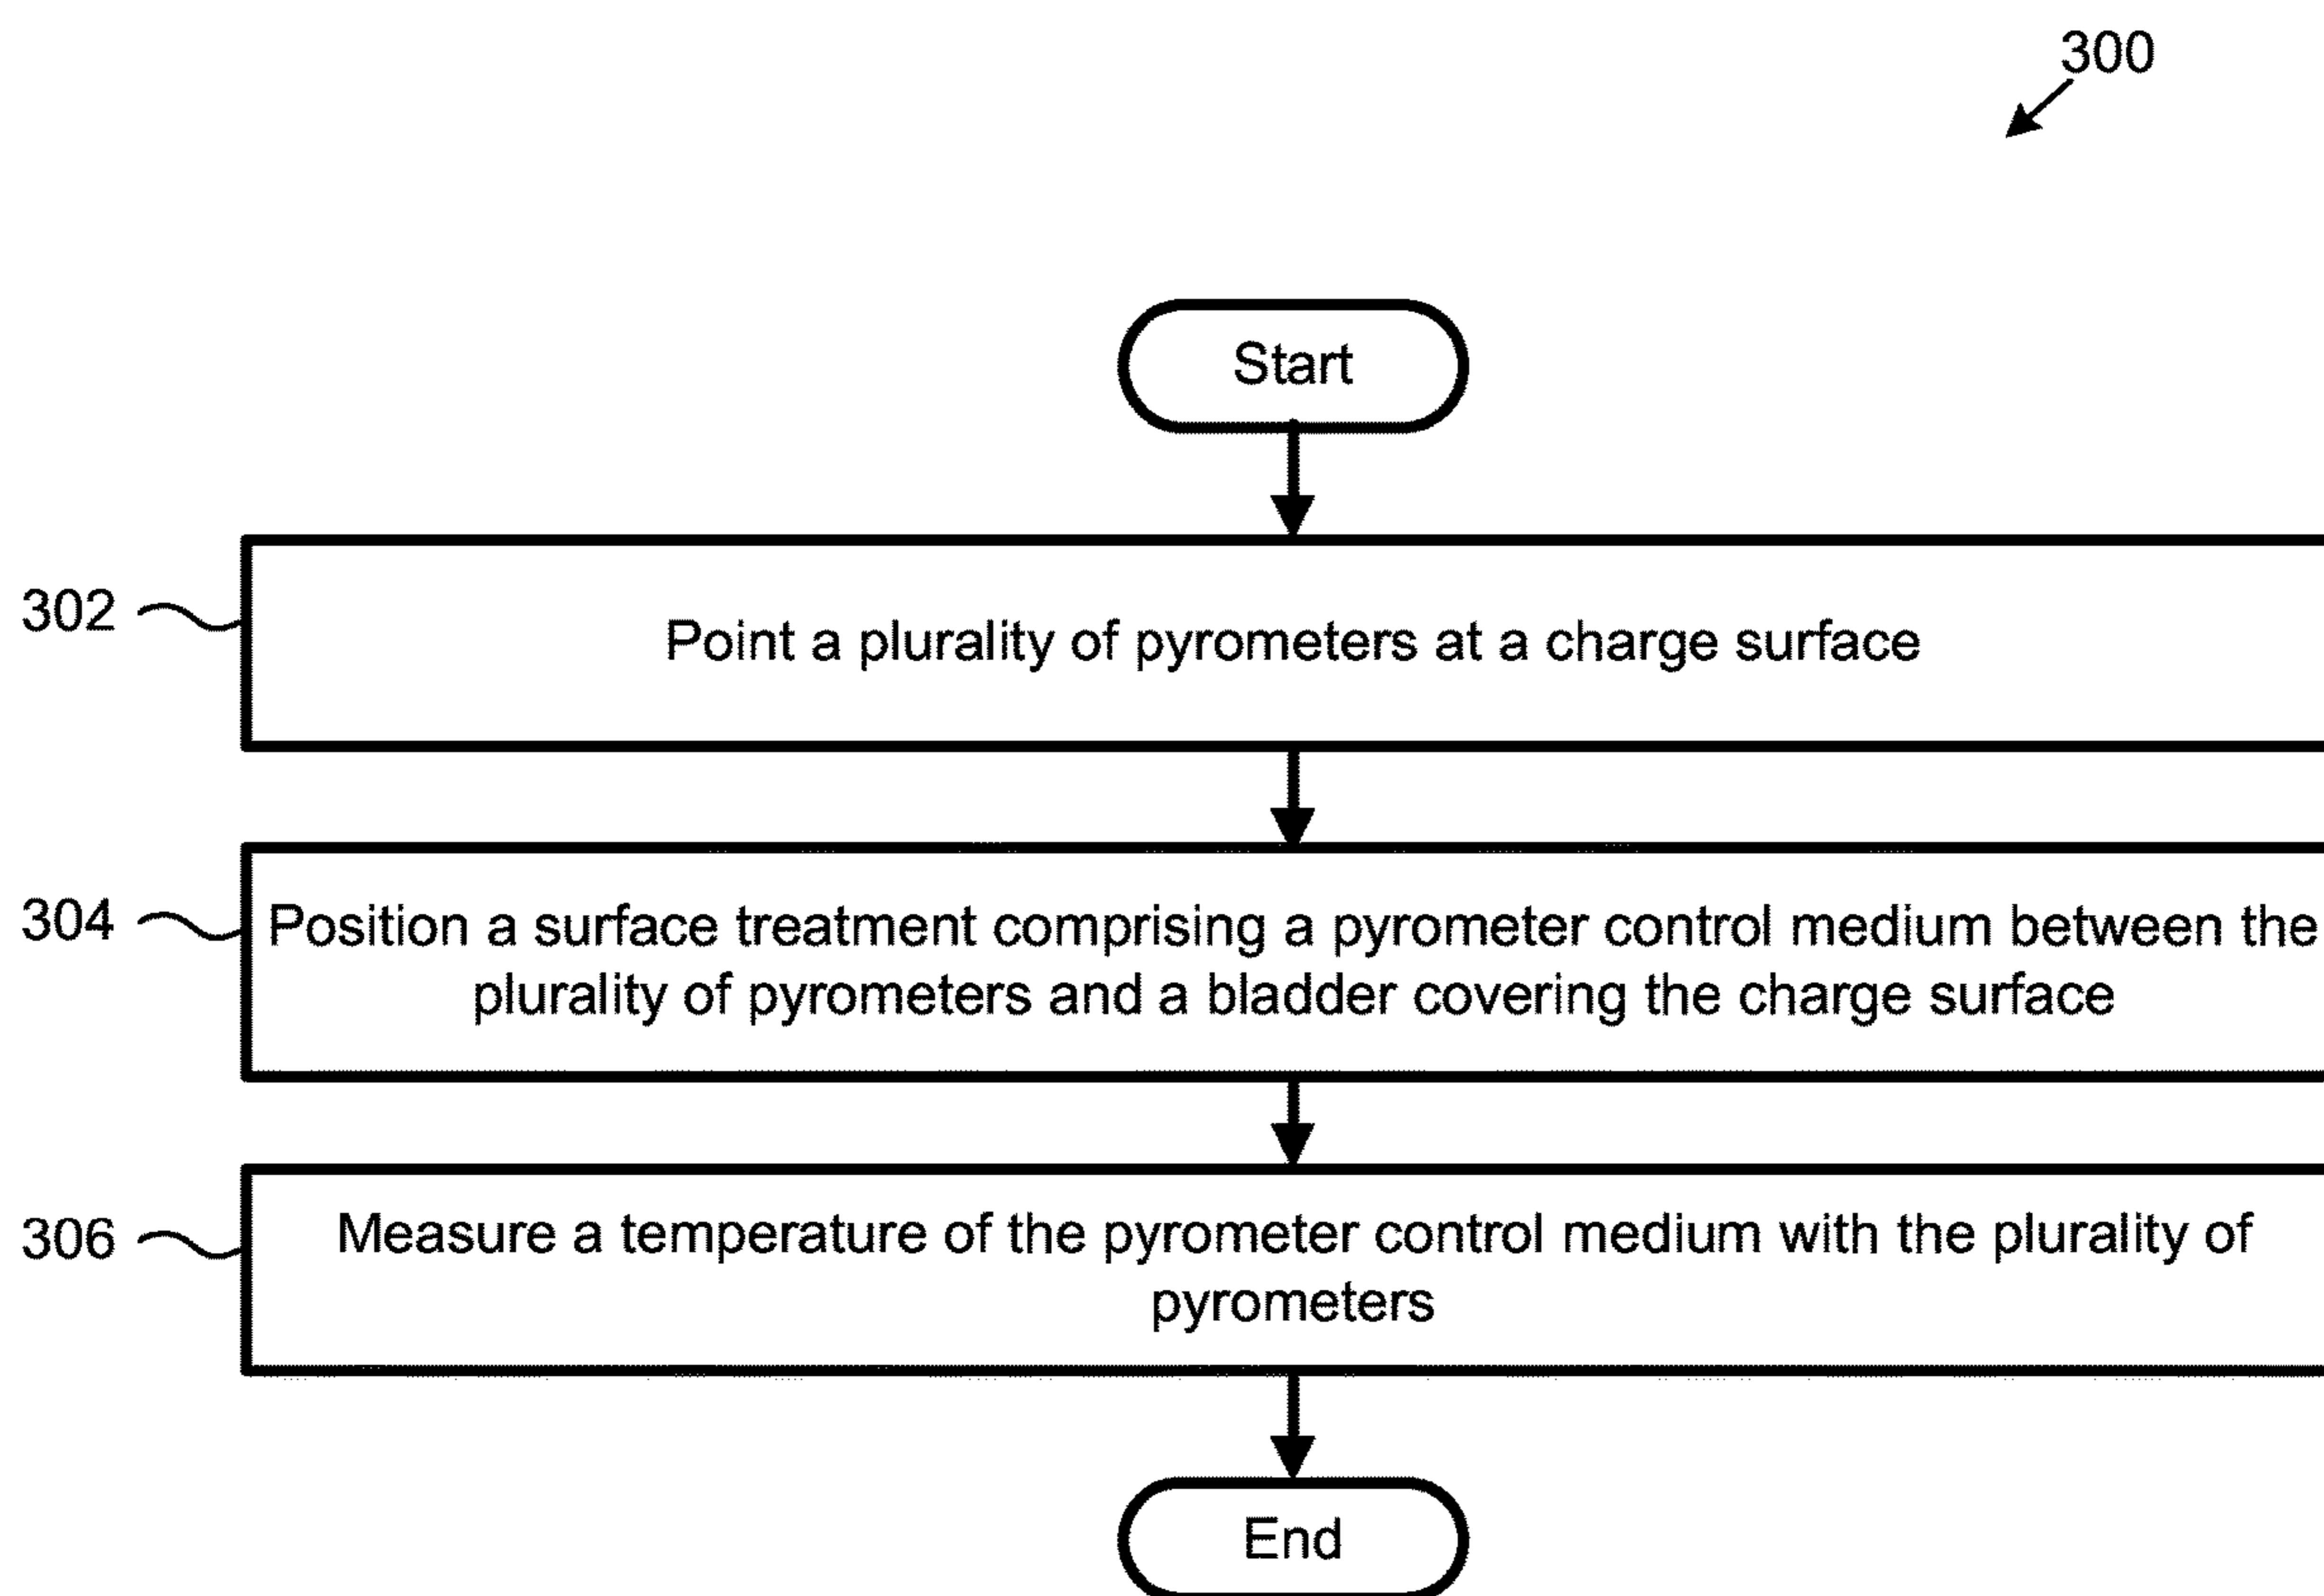 300
Start
302
Point a plurality of pyrometers at a charge surface
304
Position a surface treatment comprising a pyrometer control medium between the
plurality of pyrometers and a bladder covering the charge surface
306
Measure a temperature of the pyrometer control medium with the plurality of
pyrometers
End